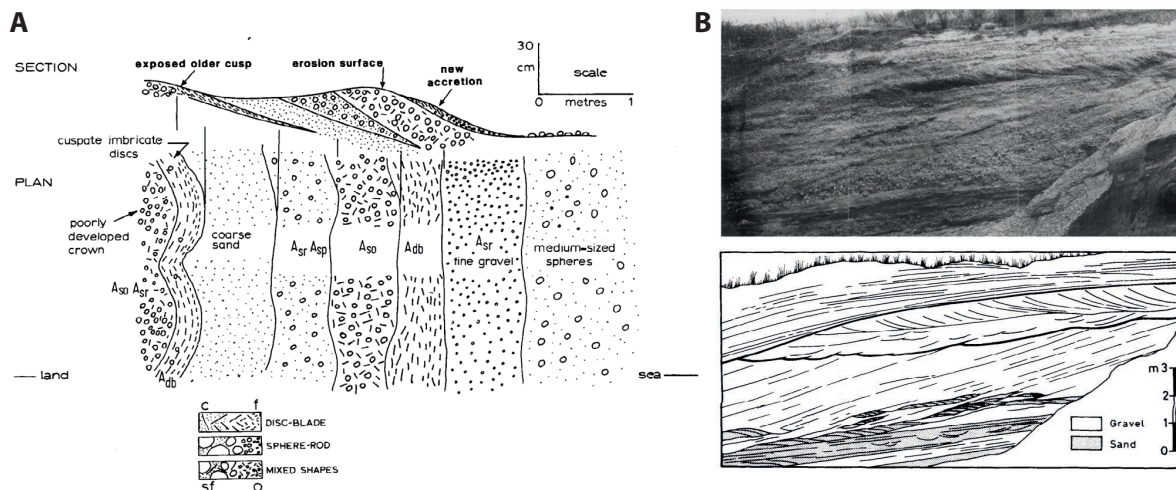 A
SECTION
exposed older cusp
erosion surface
new
accretion
30
cm
scale
0 metres 1
cuspate imbricate
discs
PLAN
poorly
developed
crown
coarse
sand
Asr Asp
Aso
Adb
Asr
fine gravel
medium-sized
spheres
Aso Asr
Adb
land
sea
c f
DISC-BLADE
SPHERE-ROD
MIXED SHAPES
sf o
B
m 3
2
1
0
Gravel
Sand